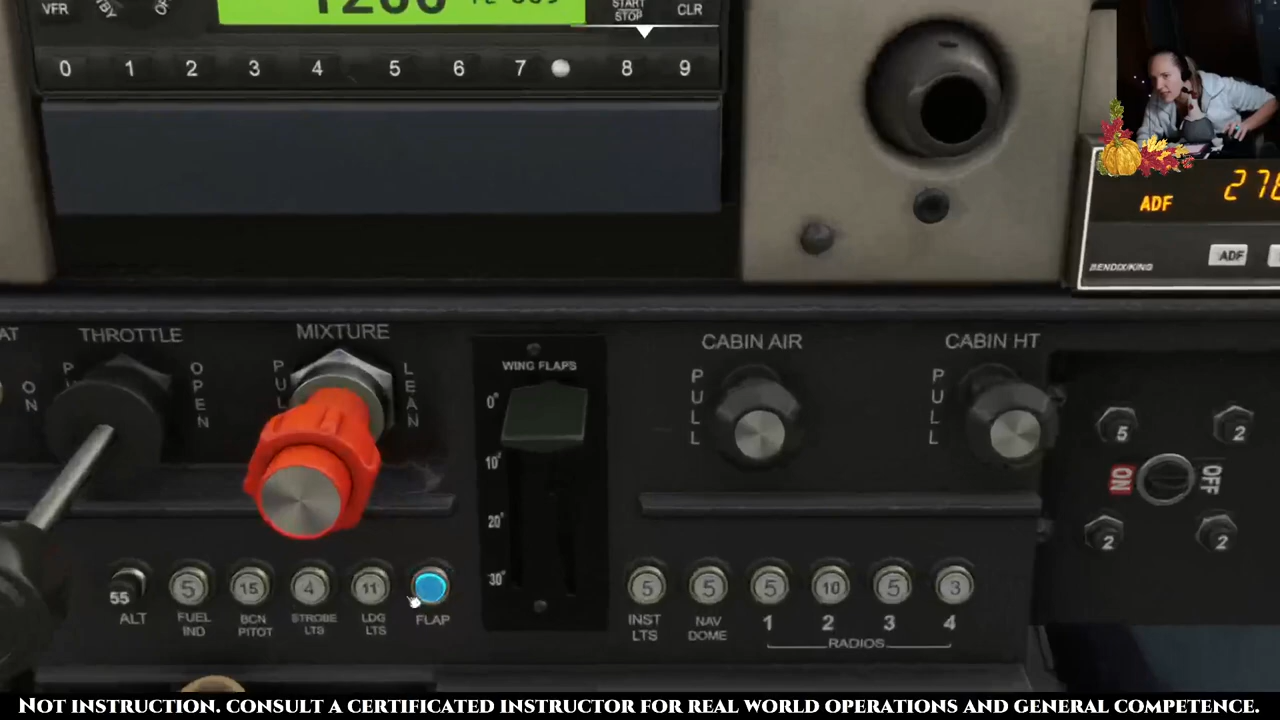 VFR
START
STOP
CLR
0 1 2 3 4 5 6 7 8 9
ADF
ADF
BENDIX/KING
ON
THROTTLE
OPEN
MIXTURE
LEAN
WING FLAPS
0°
10°
20°
30°
CABIN AIR
PULL
CABIN HT
PULL
5
2
ON
OFF
2
2
55
5
15
4
11
ALT
FUEL
IND
BCN
PITOT
STROBE
LTS
LDG
LTS
FLAP
5
5
5
10
5
3
INST
LTS
NAV
DOME
1
2
3
4
RADIOS
NOT INSTRUCTION. CONSULT A CERTIFICATED INSTRUCTOR FOR REAL WORLD OPERATIONS AND GENERAL COMPETENCE.